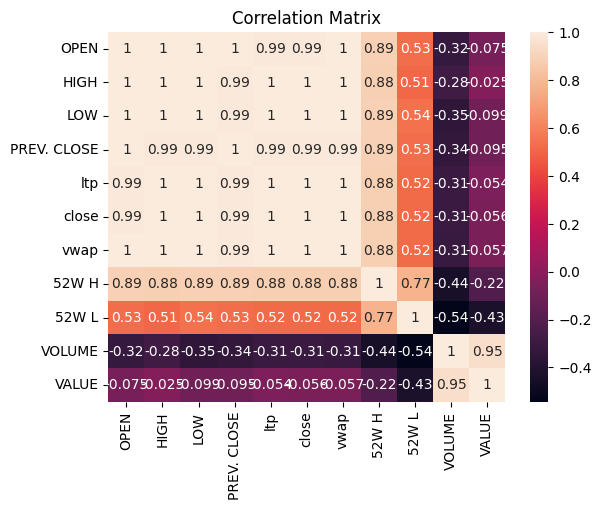 Correlation Matrix
OPEN 1 1 1 1 0.99 0.99 1 0.89 0.53 -0.32 -0.075
HIGH 1 1 1 0.99 1 1 1 0.88 0.51 -0.28 -0.025
LOW 1 1 1 0.99 1 1 1 0.89 0.54 -0.35 -0.099
PREV. CLOSE 1 0.99 0.99 1 0.99 0.99 0.99 0.89 0.53 -0.34 -0.095
ltp 0.99 1 1 0.99 1 1 1 0.88 0.52 -0.31 -0.054
close 0.99 1 1 0.99 1 1 1 0.88 0.52 -0.31 -0.056
vwap 1 1 1 0.99 1 1 1 0.88 0.52 -0.31 -0.057
52W H 0.89 0.88 0.89 0.89 0.88 0.88 0.88 1 0.77 -0.44 -0.22
52W L 0.53 0.51 0.54 0.53 0.52 0.52 0.52 0.77 1 -0.54 -0.43
VOLUME -0.32 -0.28 -0.35 -0.34 -0.31 -0.31 -0.31 -0.44 -0.54 1 0.95
VALUE -0.075 -0.025 -0.099 -0.095 -0.054 -0.056 -0.057 -0.22 -0.43 0.95 1
OPEN HIGH LOW PREV. CLOSE ltp close vwap 52W H 52W L VOLUME VALUE
1.0
0.8
0.6
0.4
0.2
0.0
−0.2
−0.4